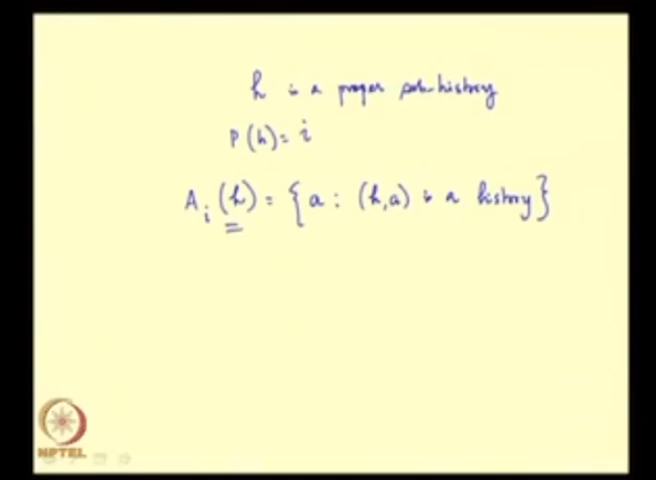 h is a proper sub-history
P(h) = i
A_i (h) = { a : (h, a) is a history }
NPTEL